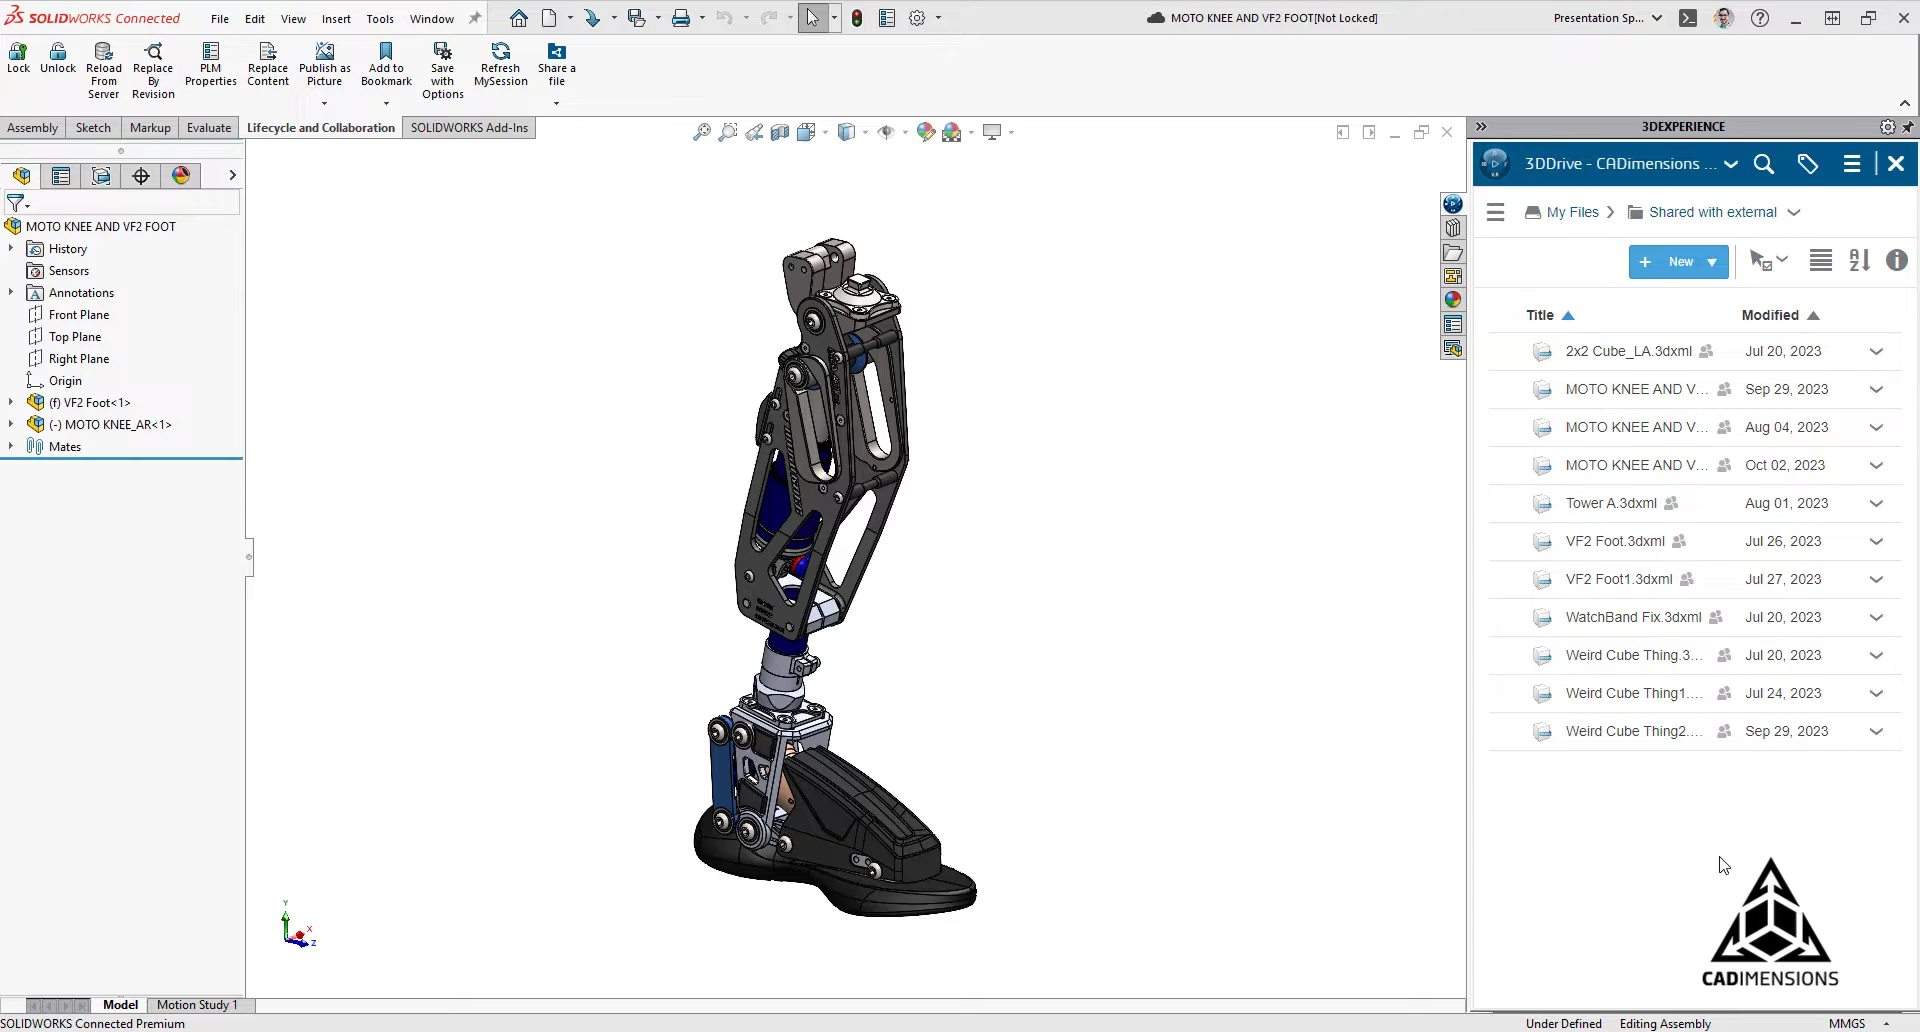 SOLIDWORKS Connected
File Edit View Insert Tools Window
MOTO KNEE AND VF2 FOOT[Not Locked]
Presentation Sp...
Lock
Unlock
Reload From Server
Replace By Revision
PLM Properties
Replace Content
Publish as Picture
Add to Bookmark
Save with Options
Refresh MySession
Share a file
Assembly Sketch Markup Evaluate Lifecycle and Collaboration SOLIDWORKS Add-Ins
MOTO KNEE AND VF2 FOOT
History
Sensors
Annotations
Front Plane
Top Plane
Right Plane
Origin
(f) VF2 Foot<1>
(-) MOTO KNEE_AR<1>
Mates
Y
X
Z
3DEXPERIENCE
3DDrive - CADimensions ...
My Files Shared with external
+ New
Title Modified
2x2 Cube_LA.3dxml Jul 20, 2023
MOTO KNEE AND V... Sep 29, 2023
MOTO KNEE AND V... Aug 04, 2023
MOTO KNEE AND V... Oct 02, 2023
Tower A.3dxml Aug 01, 2023
VF2 Foot.3dxml Jul 26, 2023
VF2 Foot1.3dxml Jul 27, 2023
WatchBand Fix.3dxml Jul 20, 2023
Weird Cube Thing.3... Jul 20, 2023
Weird Cube Thing1.... Jul 24, 2023
Weird Cube Thing2.... Sep 29, 2023
CADIMENSIONS
Model Motion Study 1
SOLIDWORKS Connected Premium
Under Defined Editing Assembly MMGS